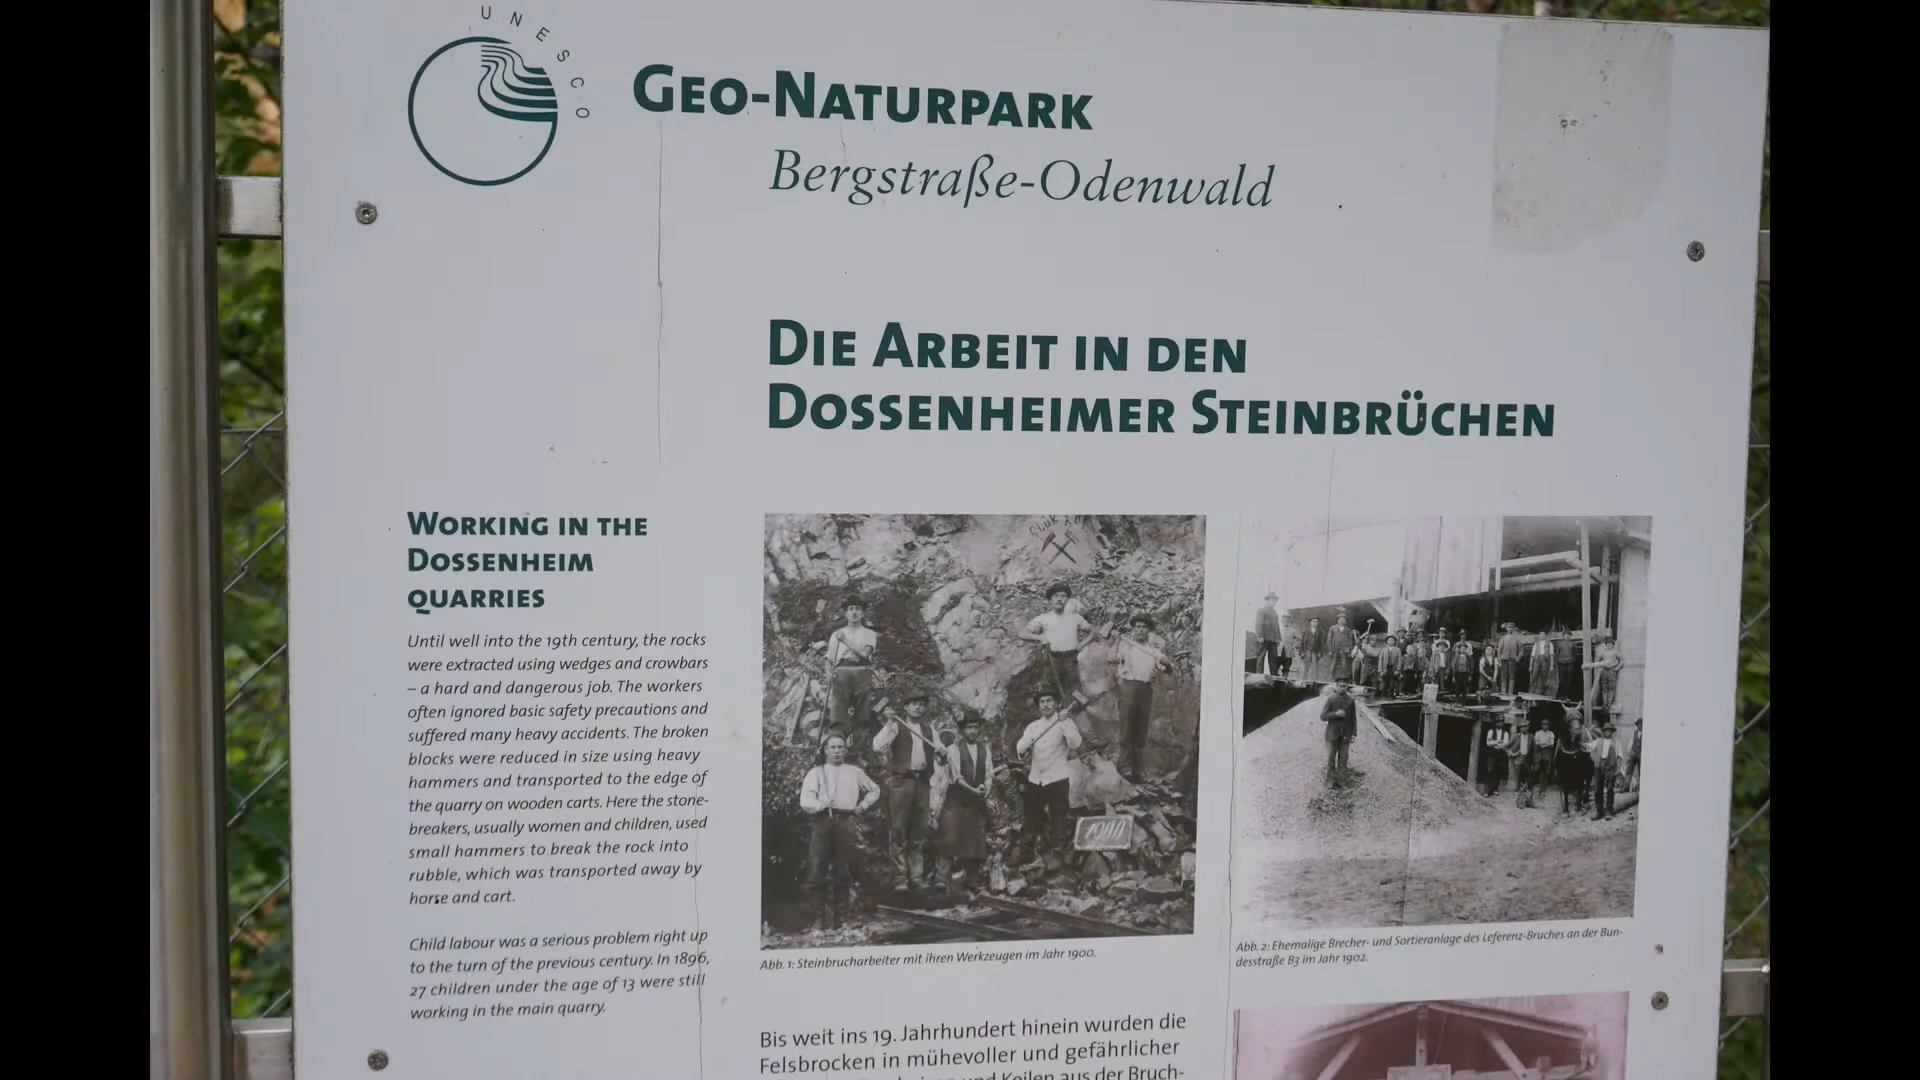 UNESCO
GEO-NATURPARK
Bergstraße-Odenwald
DIE ARBEIT IN DEN
DOSSENHEIMER STEINBRÜCHEN
WORKING IN THE
DOSSENHEIM
QUARRIES
Until well into the 19th century, the rocks
were extracted using wedges and crowbars
– a hard and dangerous job. The workers
often ignored basic safety precautions and
suffered many heavy accidents. The broken
blocks were reduced in size using heavy
hammers and transported to the edge of
the quarry on wooden carts. Here the stone-
breakers, usually women and children, used
small hammers to break the rock into
rubble, which was transported away by
horse and cart.
Child labour was a serious problem right up
to the turn of the previous century. In 1896,
27 children under the age of 13 were still
working in the main quarry.
Abb. 1: Steinbrucharbeiter mit ihren Werkzeugen im Jahr 1900.
Abb. 2: Ehemalige Brecher- und Sortieranlage des Leferenz-Bruches an der Bun-
desstraße B3 im Jahr 1902.
Bis weit ins 19. Jahrhundert hinein wurden die
Felsbrocken in mühevoller und gefährlicher
und Keilen aus der Bruch-